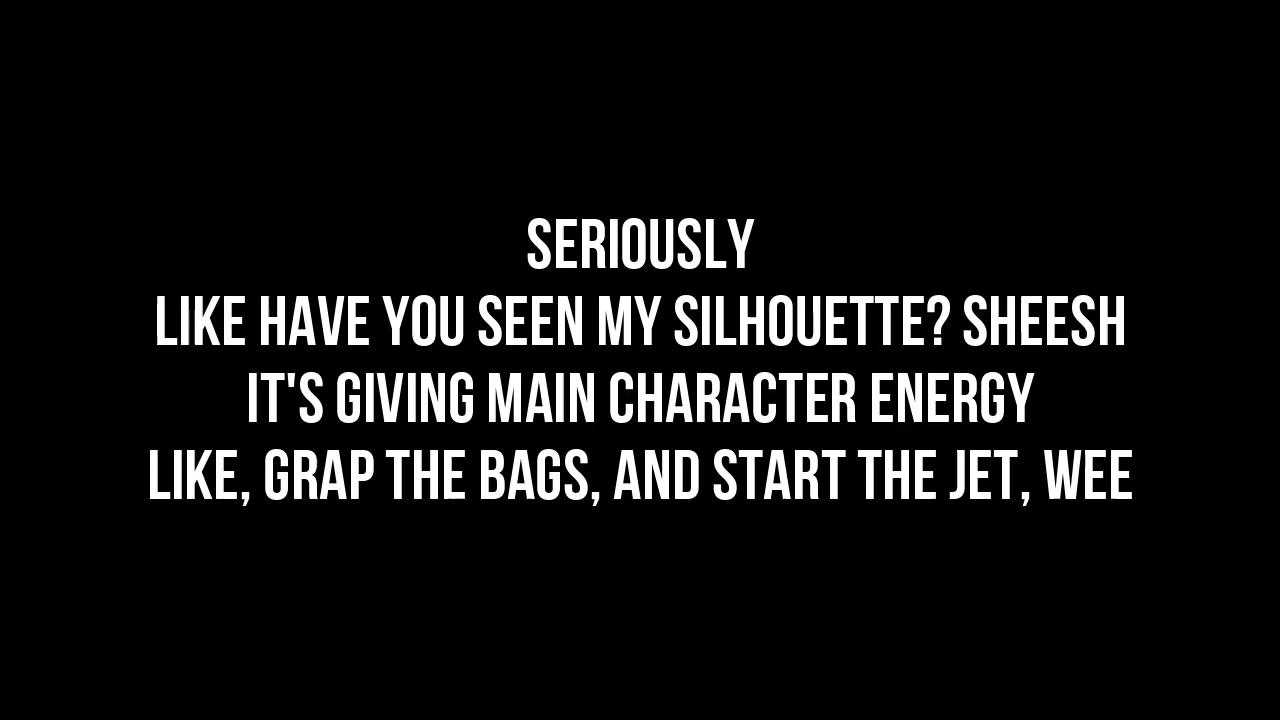 SERIOUSLY
LIKE HAVE YOU SEEN MY SILHOUETTE? SHEESH
IT'S GIVING MAIN CHARACTER ENERGY
LIKE, GRAP THE BAGS, AND START THE JET, WEE